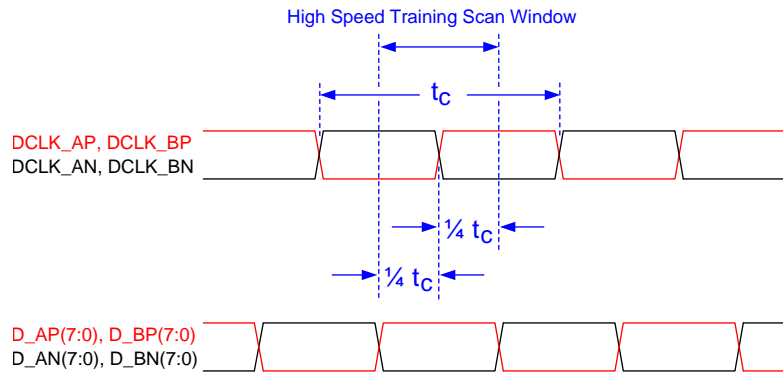 High Speed Training Scan Window
tc
DCLK_AP, DCLK_BP
DCLK_AN, DCLK_BN
¼ tc
¼ tc
D_AP(7:0), D_BP(7:0)
D_AN(7:0), D_BN(7:0)